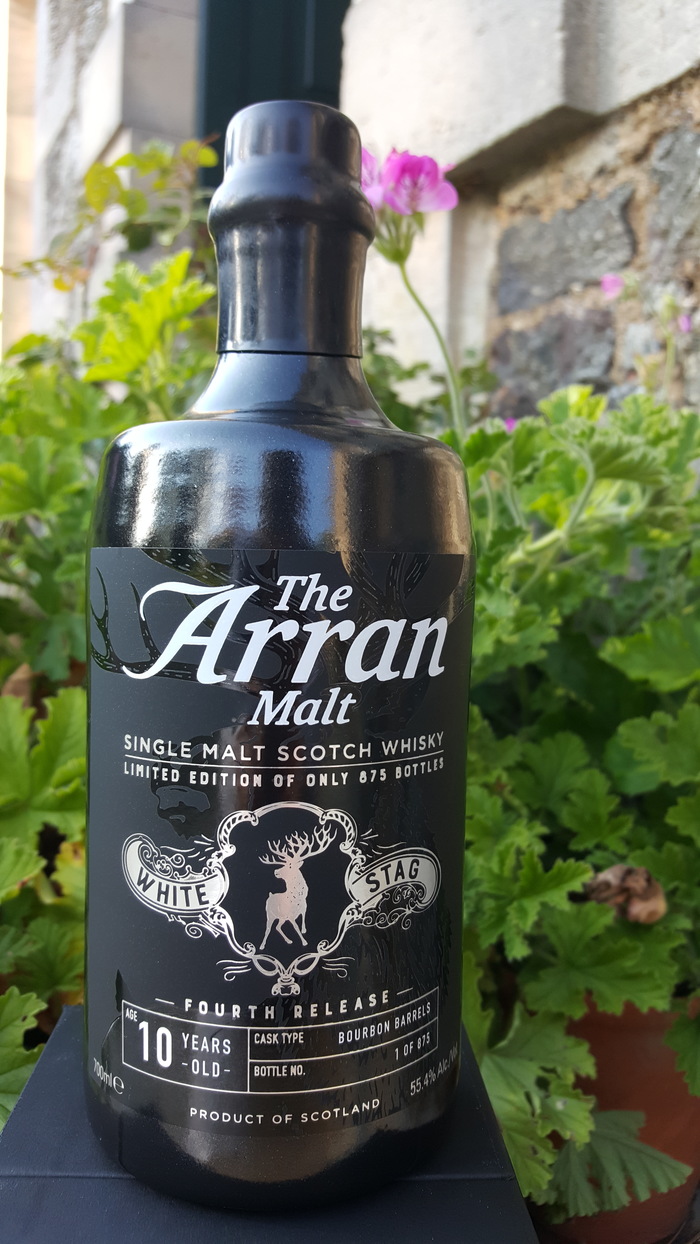 The
Arran
Malt
SINGLE MALT SCOTCH WHISKY
LIMITED EDITION OF ONLY 875 BOTTLES
WHITE STAG
FOURTH RELEASE
AGE 10 YEARS -OLD-
CASK TYPE BOURBON BARRELS
BOTTLE NO. 1 OF 875
700ml e 55.4% Alc./Vol
PRODUCT OF SCOTLAND